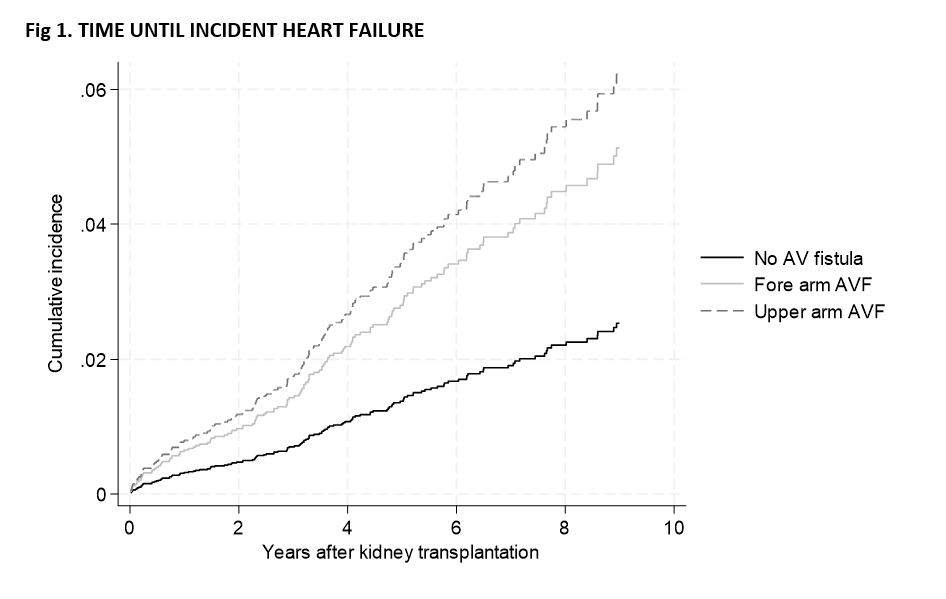 Fig 1. TIME UNTIL INCIDENT HEART FAILURE
.06
.04
.02
0
Cumulative incidence
0 2 4 6 8 10
Years after kidney transplantation
No AV fistula
Fore arm AVF
Upper arm AVF